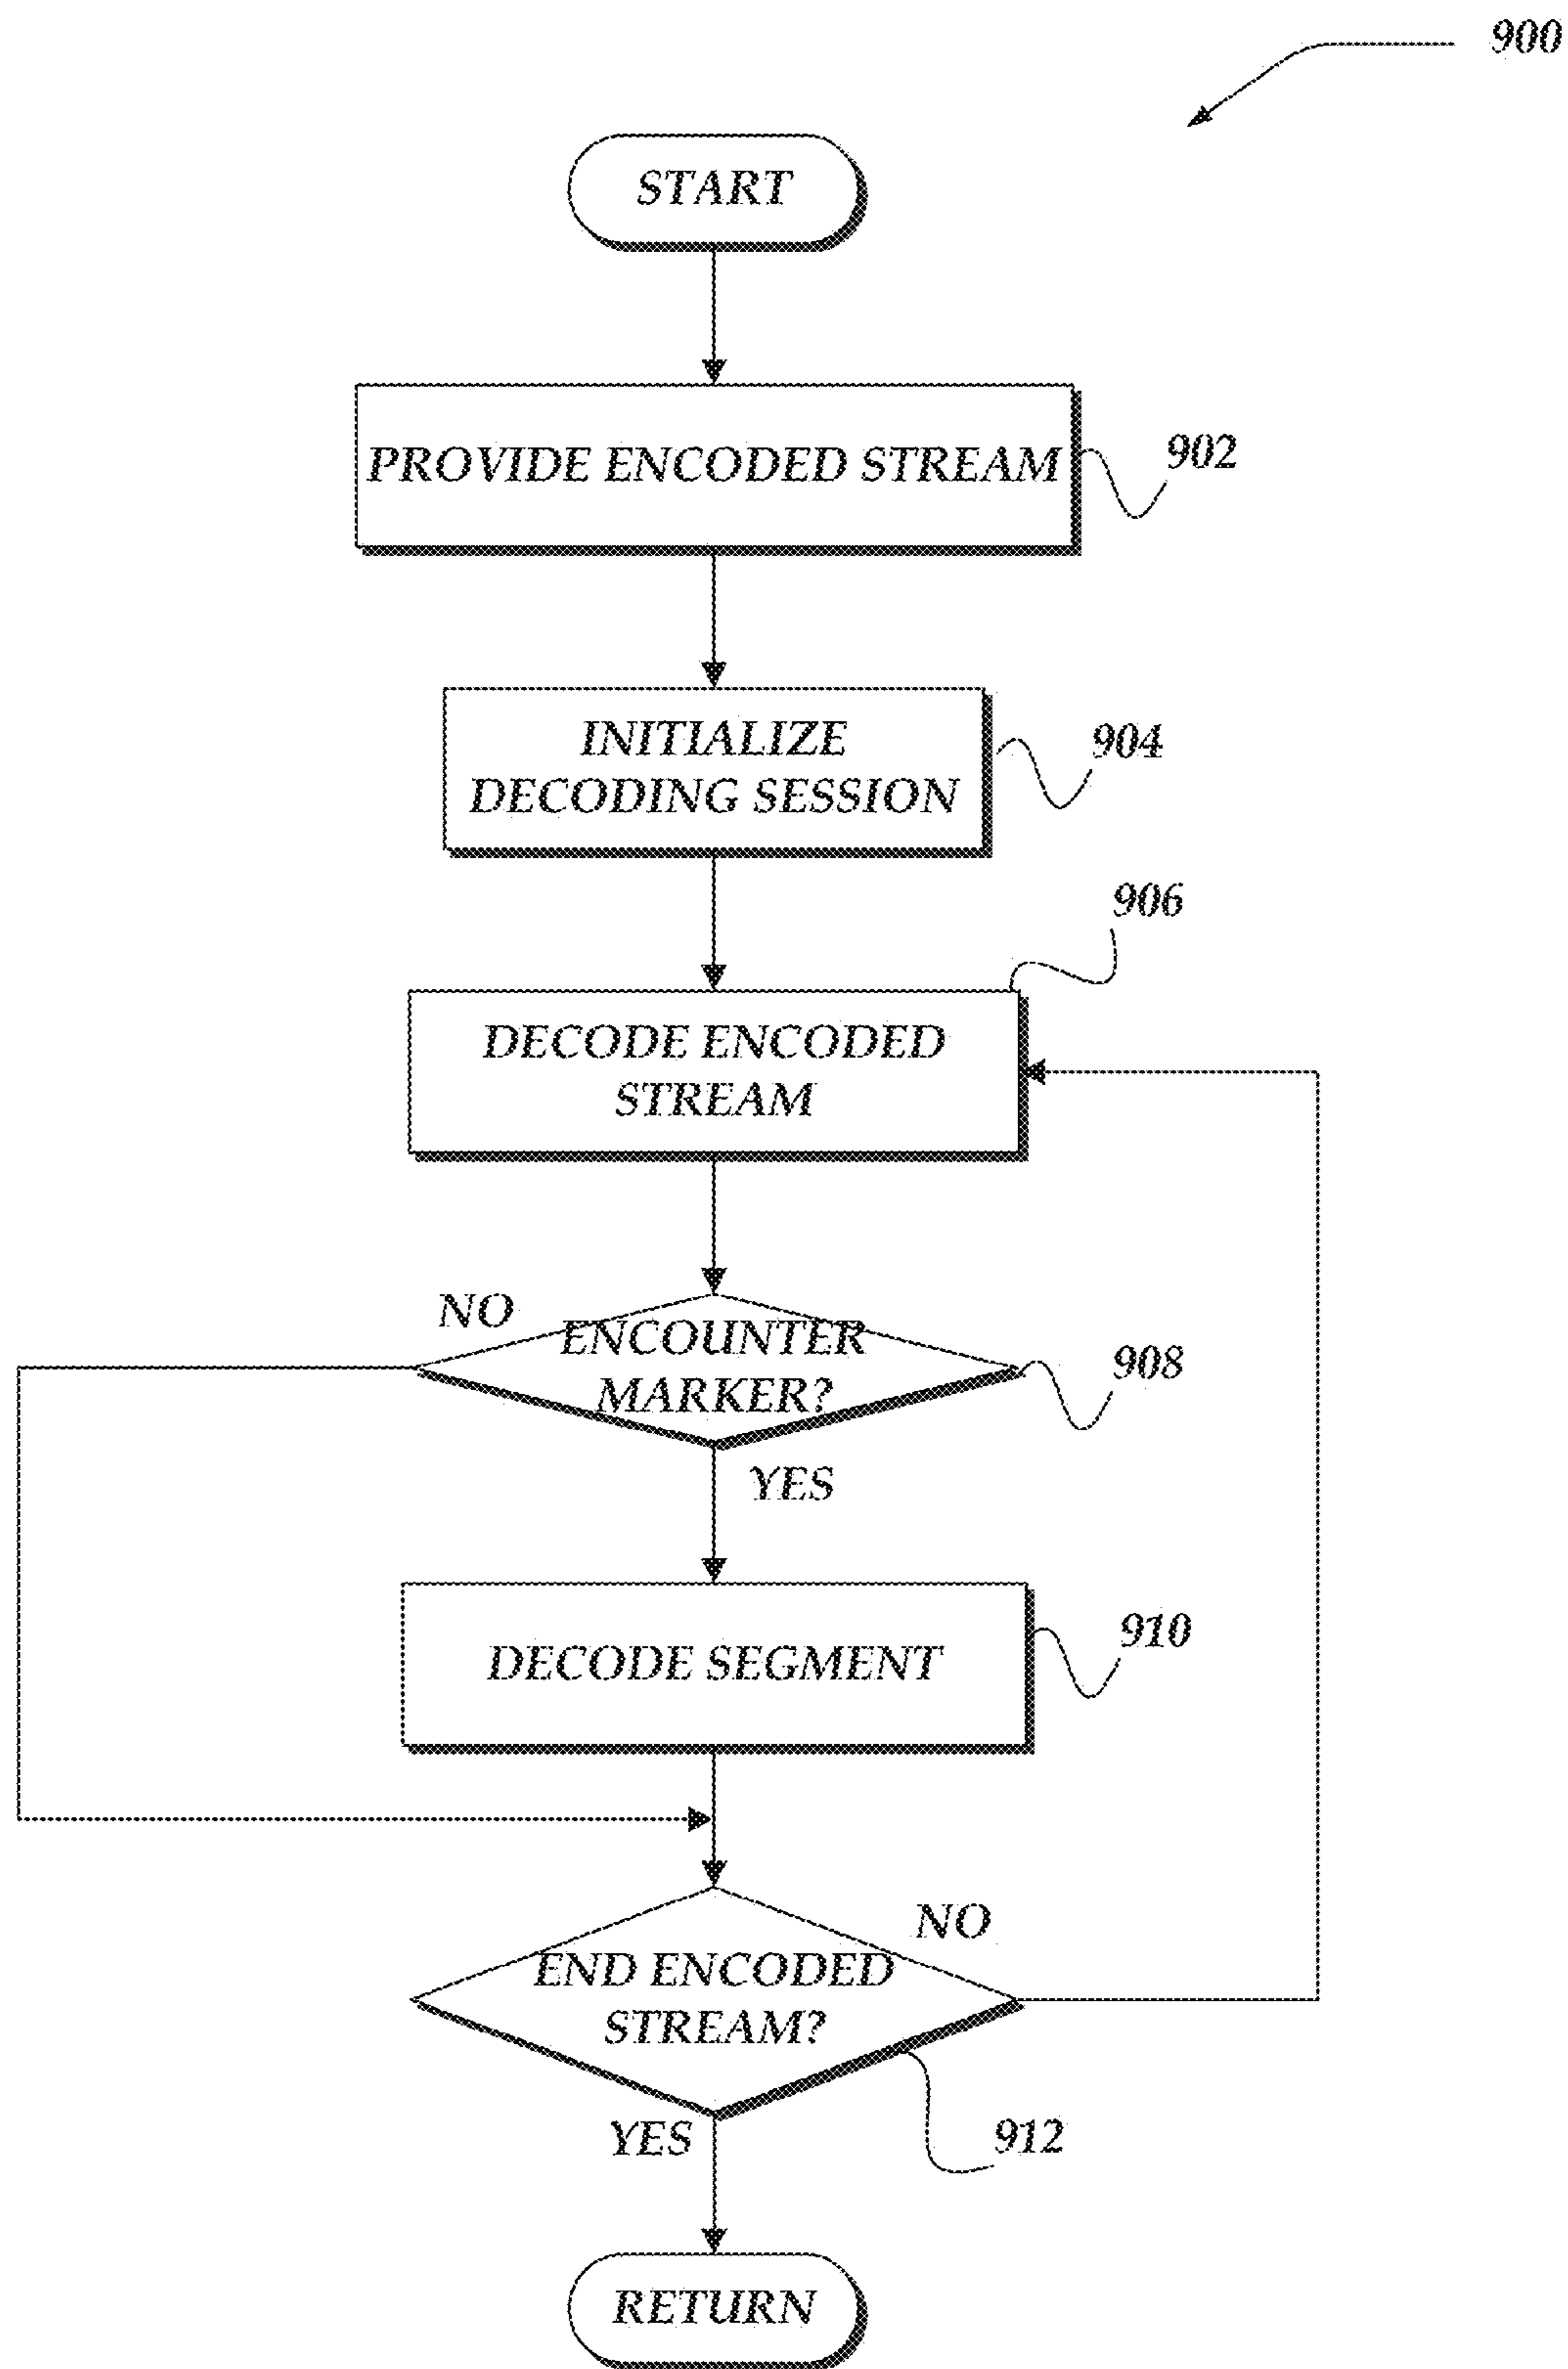 900
START
PROVIDE ENCODED STREAM
902
INITIALIZE
DECODING SESSION
904
906
DECODE ENCODED
STREAM
NO
ENCOUNTER
MARKER?
908
YES
DECODE SEGMENT
910
NO
END ENCODED
STREAM?
YES
912
RETURN